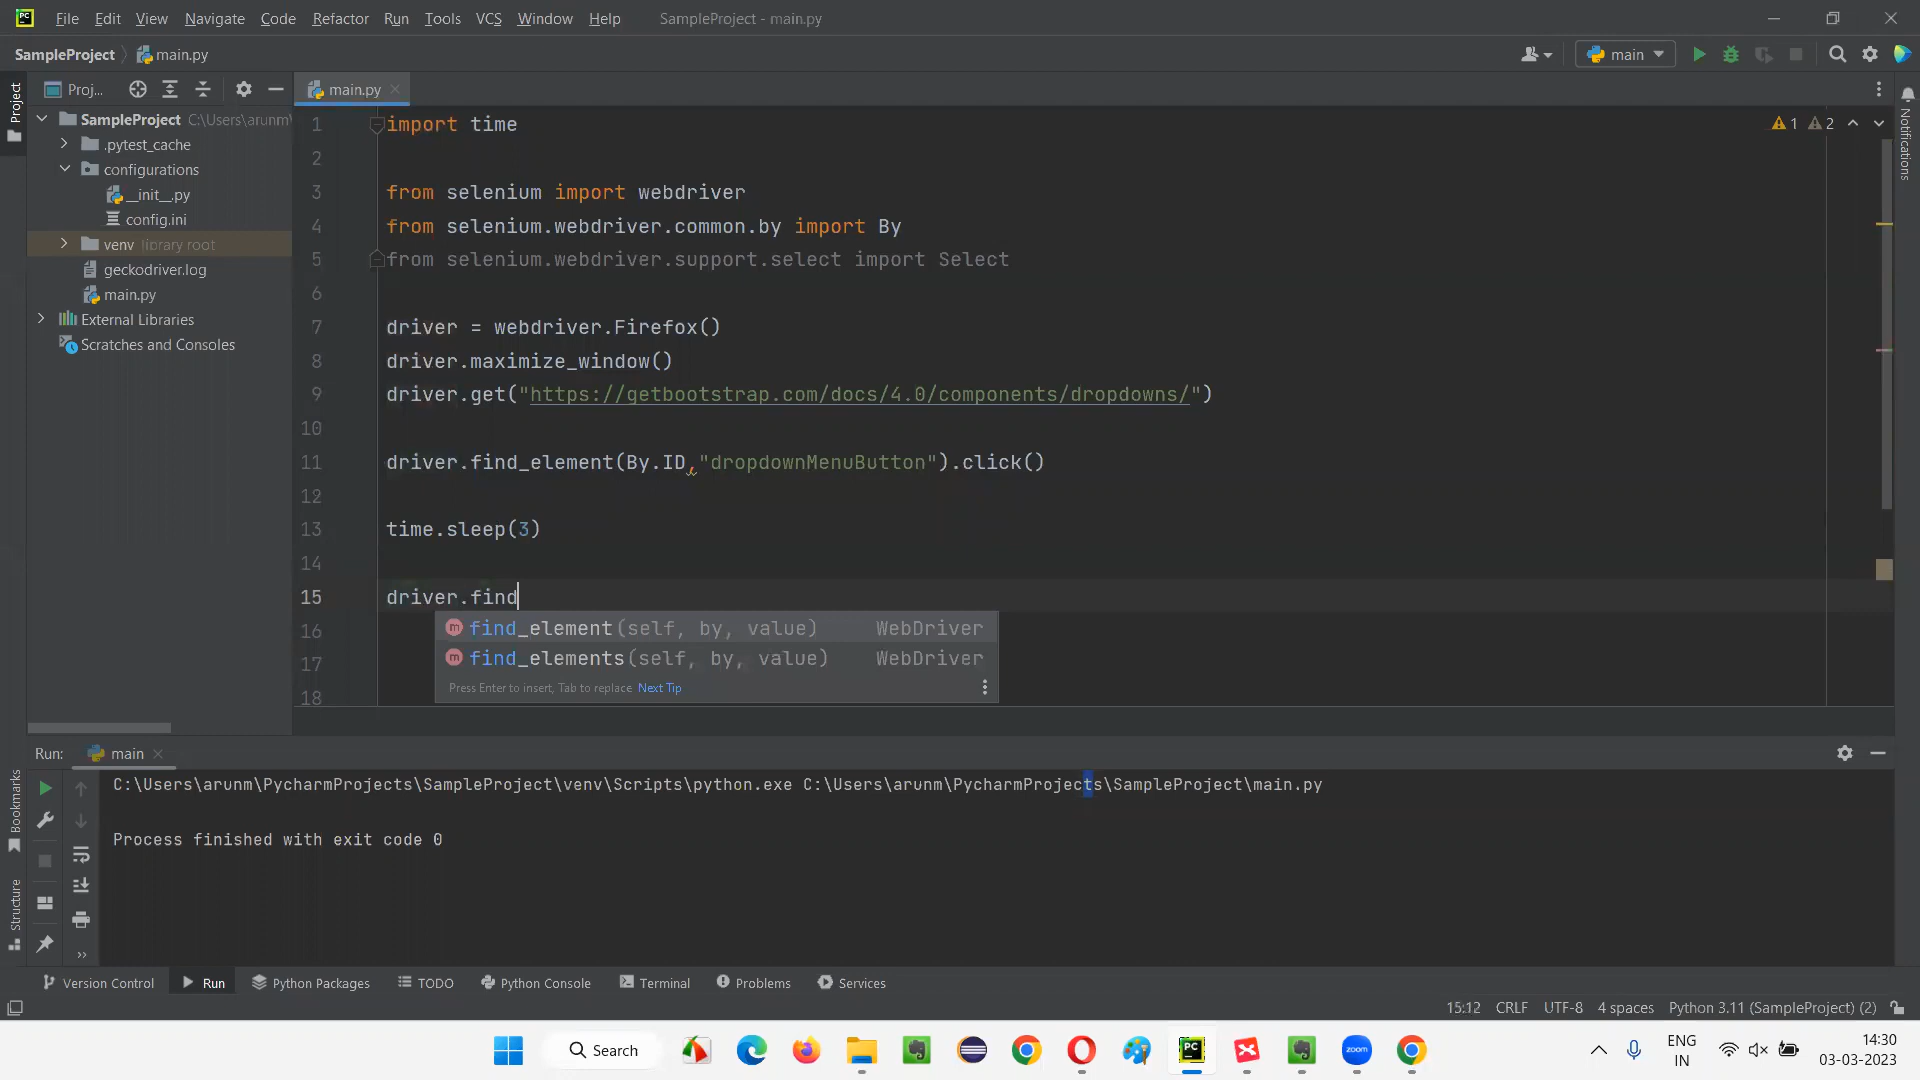 File Edit View Navigate Code Refactor Run Tools VCS Window Help SampleProject - main.py
SampleProject main.py
main
Proj...
main.py
Project
Notifications
SampleProject C:\Users\arunm\
.pytest_cache
configurations
__init__.py
config.ini
venv library root
geckodriver.log
main.py
External Libraries
Scratches and Consoles
1 import time
1 2
2
3 from selenium import webdriver
4 from selenium.webdriver.common.by import By
5 from selenium.webdriver.support.select import Select
6
7 driver = webdriver.Firefox()
8 driver.maximize_window()
9 driver.get("https://getbootstrap.com/docs/4.0/components/dropdowns/")
10
11 driver.find_element(By.ID,"dropdownMenuButton").click()
12
13 time.sleep(3)
14
15 driver.find
16
17
18
find_element(self, by, value) WebDriver
find_elements(self, by, value) WebDriver
Press Enter to insert, Tab to replace Next Tip
Run: main
C:\Users\arunm\PycharmProjects\SampleProject\venv\Scripts\python.exe C:\Users\arunm\PycharmProjects\SampleProject\main.py
Process finished with exit code 0
Bookmarks
Structure
Version Control Run Python Packages TODO Python Console Terminal Problems Services
15:12 CRLF UTF-8 4 spaces Python 3.11 (SampleProject) (2)
Search
zoom
ENG
IN
14:30
03-03-2023